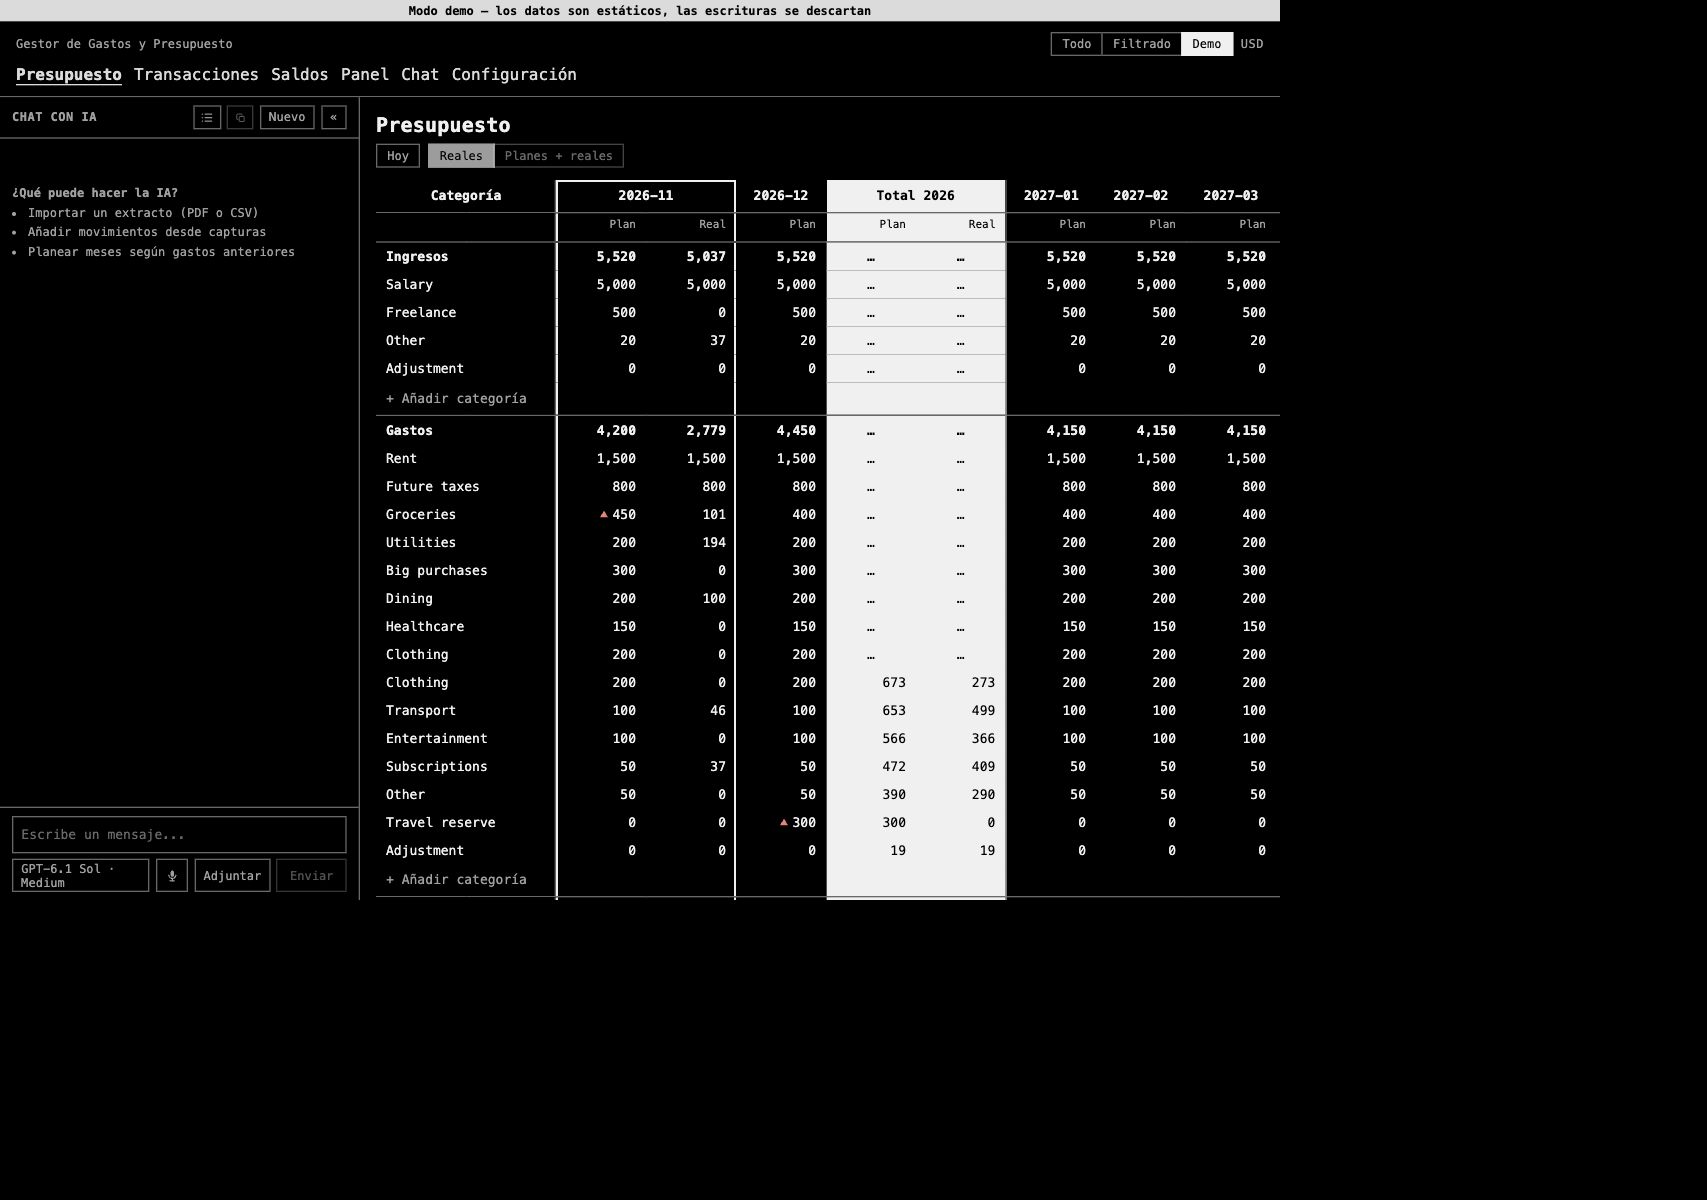 Modo demo — los datos son estáticos, las escrituras se descartan
Gestor de Gastos y Presupuesto
Todo Filtrado Demo USD
Presupuesto Transacciones Saldos Panel Chat Configuración
CHAT CON IA Nuevo «
¿Qué puede hacer la IA?
• Importar un extracto (PDF o CSV)
• Añadir movimientos desde capturas
• Planear meses según gastos anteriores
Escribe un mensaje...
GPT-6.1 Sol · Medium
Adjuntar Enviar
Presupuesto
Hoy Reales Planes + reales
Categoría 2026-11 2026-12 Total 2026 2027-01 2027-02 2027-03
Plan Real Plan Plan Real Plan Plan Plan
Ingresos 5,520 5,037 5,520 … … 5,520 5,520 5,520
Salary 5,000 5,000 5,000 … … 5,000 5,000 5,000
Freelance 500 0 500 … … 500 500 500
Other 20 37 20 … … 20 20 20
Adjustment 0 0 0 … … 0 0 0
+ Añadir categoría
Gastos 4,200 2,779 4,450 … … 4,150 4,150 4,150
Rent 1,500 1,500 1,500 … … 1,500 1,500 1,500
Future taxes 800 800 800 … … 800 800 800
Groceries ▲ 450 101 400 … … 400 400 400
Utilities 200 194 200 … … 200 200 200
Big purchases 300 0 300 … … 300 300 300
Dining 200 100 200 … … 200 200 200
Healthcare 150 0 150 … … 150 150 150
Clothing 200 0 200 … … 200 200 200
Clothing 200 0 200 673 273 200 200 200
Transport 100 46 100 653 499 100 100 100
Entertainment 100 0 100 566 366 100 100 100
Subscriptions 50 37 50 472 409 50 50 50
Other 50 0 50 390 290 50 50 50
Travel reserve 0 0 ▲ 300 300 0 0 0 0
Adjustment 0 0 0 19 19 0 0 0
+ Añadir categoría